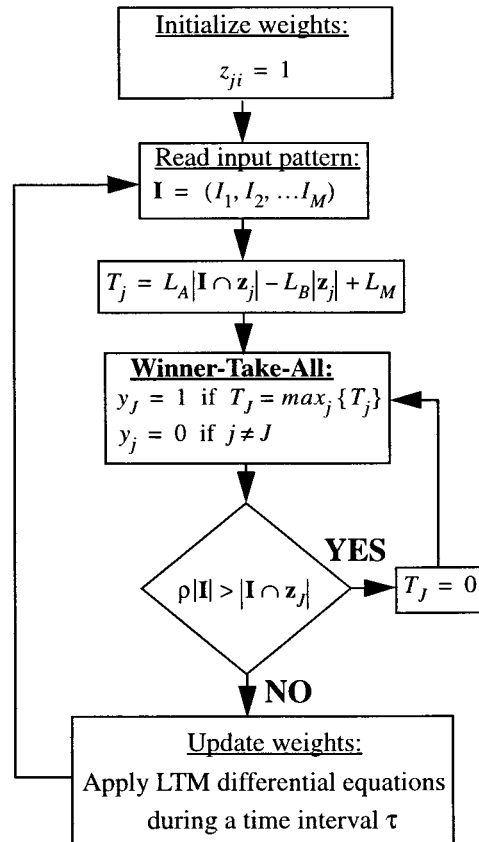 Initialize weights:
z_{ji} = 1
Read input pattern:
I = (I_1, I_2, …I_M)
T_j = L_A|I ∩ z_j| – L_B|z_j| + L_M
Winner-Take-All:
y_J = 1 if T_J = max_j{T_j}
y_j = 0 if j ≠ J
YES
ρ|I| > |I ∩ z_J|
T_J = 0
NO
Update weights:
Apply LTM differential equations
during a time interval τ